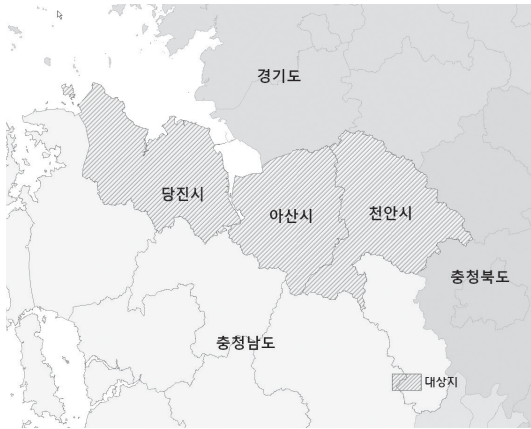 경기도
당진시
아산시
천안시
충청북도
충청남도
대상지